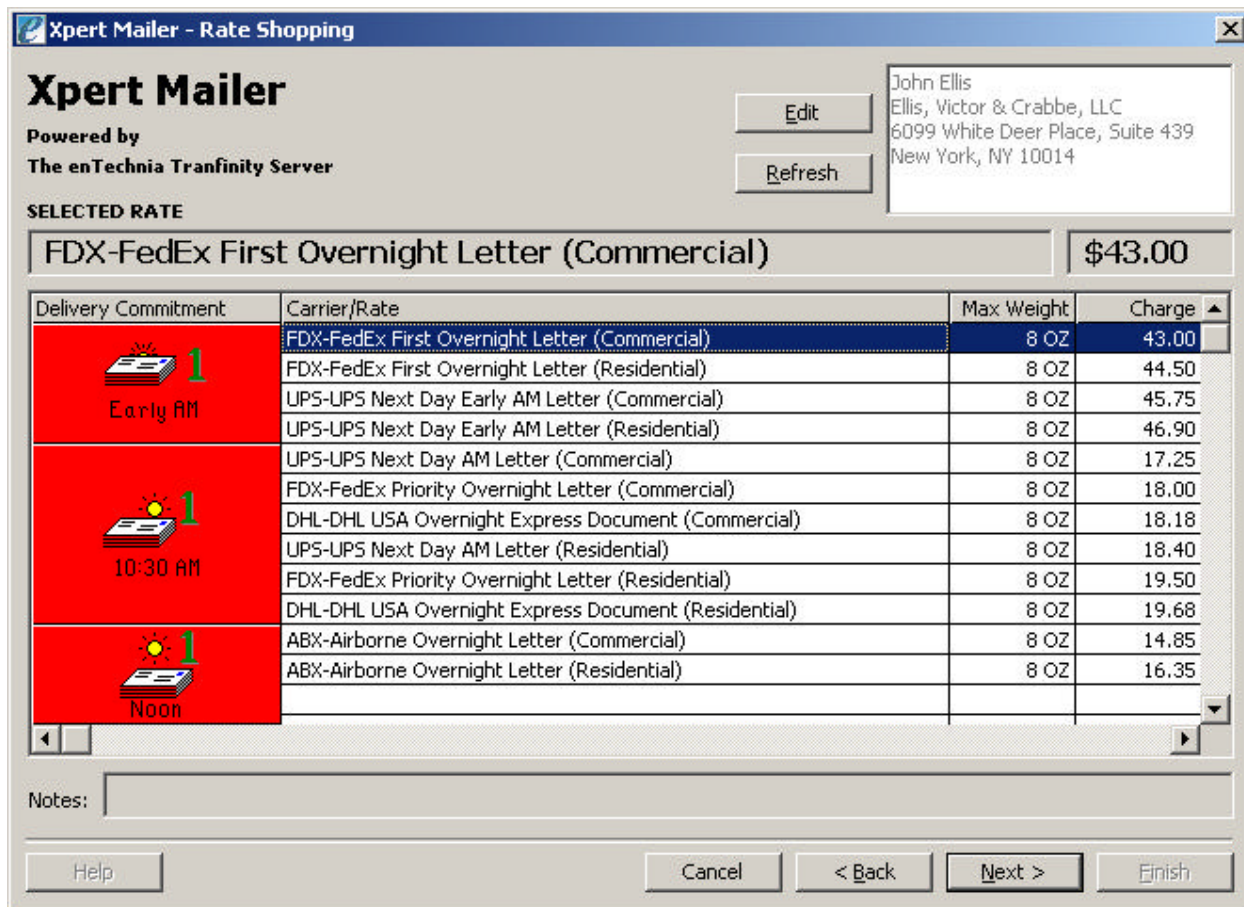 Xpert Mailer - Rate Shopping
Xpert Mailer
Powered by
The enTechnia Tranfinity Server
Edit
Refresh
John Ellis
Ellis, Victor & Crabbe, LLC
6099 White Deer Place, Suite 439
New York, NY 10014
SELECTED RATE
FDX-FedEx First Overnight Letter (Commercial) $43.00
Delivery Commitment Carrier/Rate Max Weight Charge
1
Early AM
FDX-FedEx First Overnight Letter (Commercial) 8 OZ 43.00
FDX-FedEx First Overnight Letter (Residential) 8 OZ 44.50
UPS-UPS Next Day Early AM Letter (Commercial) 8 OZ 45.75
UPS-UPS Next Day Early AM Letter (Residential) 8 OZ 46.90
1
10:30 AM
UPS-UPS Next Day AM Letter (Commercial) 8 OZ 17.25
FDX-FedEx Priority Overnight Letter (Commercial) 8 OZ 18.00
DHL-DHL USA Overnight Express Document (Commercial) 8 OZ 18.18
UPS-UPS Next Day AM Letter (Residential) 8 OZ 18.40
FDX-FedEx Priority Overnight Letter (Residential) 8 OZ 19.50
DHL-DHL USA Overnight Express Document (Residential) 8 OZ 19.68
1
Noon
ABX-Airborne Overnight Letter (Commercial) 8 OZ 14.85
ABX-Airborne Overnight Letter (Residential) 8 OZ 16.35
Notes:
Help Cancel < Back Next > Finish